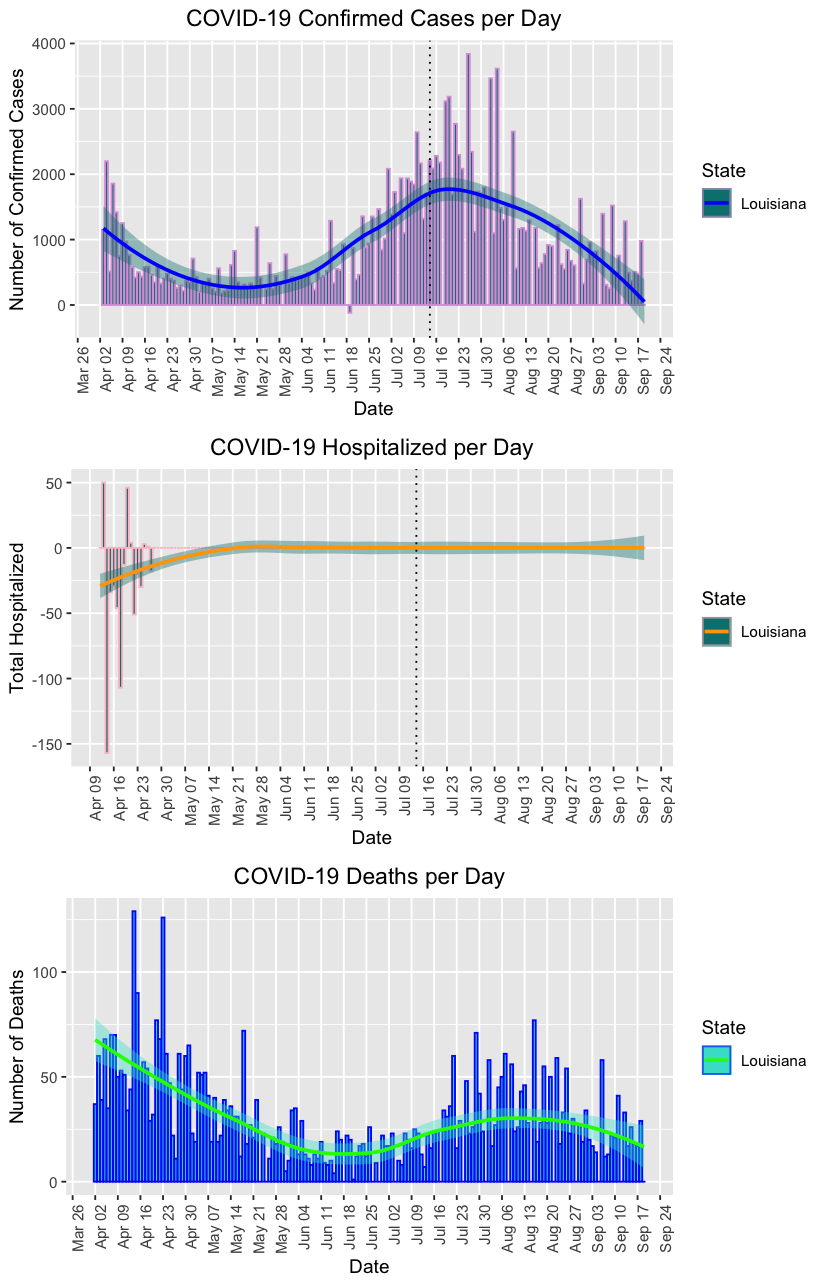 COVID-19 Confirmed Cases per Day
Number of Confirmed Cases
4000
3000
2000
1000
0
Mar 26
Apr 02
Apr 09
Apr 16
Apr 23
Apr 30
May 07
May 14
May 21
May 28
Jun 04
Jun 11
Jun 18
Jun 25
Jul 02
Jul 09
Jul 16
Jul 23
Jul 30
Aug 06
Aug 13
Aug 20
Aug 27
Sep 03
Sep 10
Sep 17
Sep 24
Date
State
Louisiana
COVID-19 Hospitalized per Day
Total Hospitalized
50
0
-50
-100
-150
Apr 09
Apr 16
Apr 23
Apr 30
May 07
May 14
May 21
May 28
Jun 04
Jun 11
Jun 18
Jun 25
Jul 02
Jul 09
Jul 16
Jul 23
Jul 30
Aug 06
Aug 13
Aug 20
Aug 27
Sep 03
Sep 10
Sep 17
Sep 24
Date
State
Louisiana
COVID-19 Deaths per Day
Number of Deaths
100
50
0
Mar 26
Apr 02
Apr 09
Apr 16
Apr 23
Apr 30
May 07
May 14
May 21
May 28
Jun 04
Jun 11
Jun 18
Jun 25
Jul 02
Jul 09
Jul 16
Jul 23
Jul 30
Aug 06
Aug 13
Aug 20
Aug 27
Sep 03
Sep 10
Sep 17
Sep 24
Date
State
Louisiana